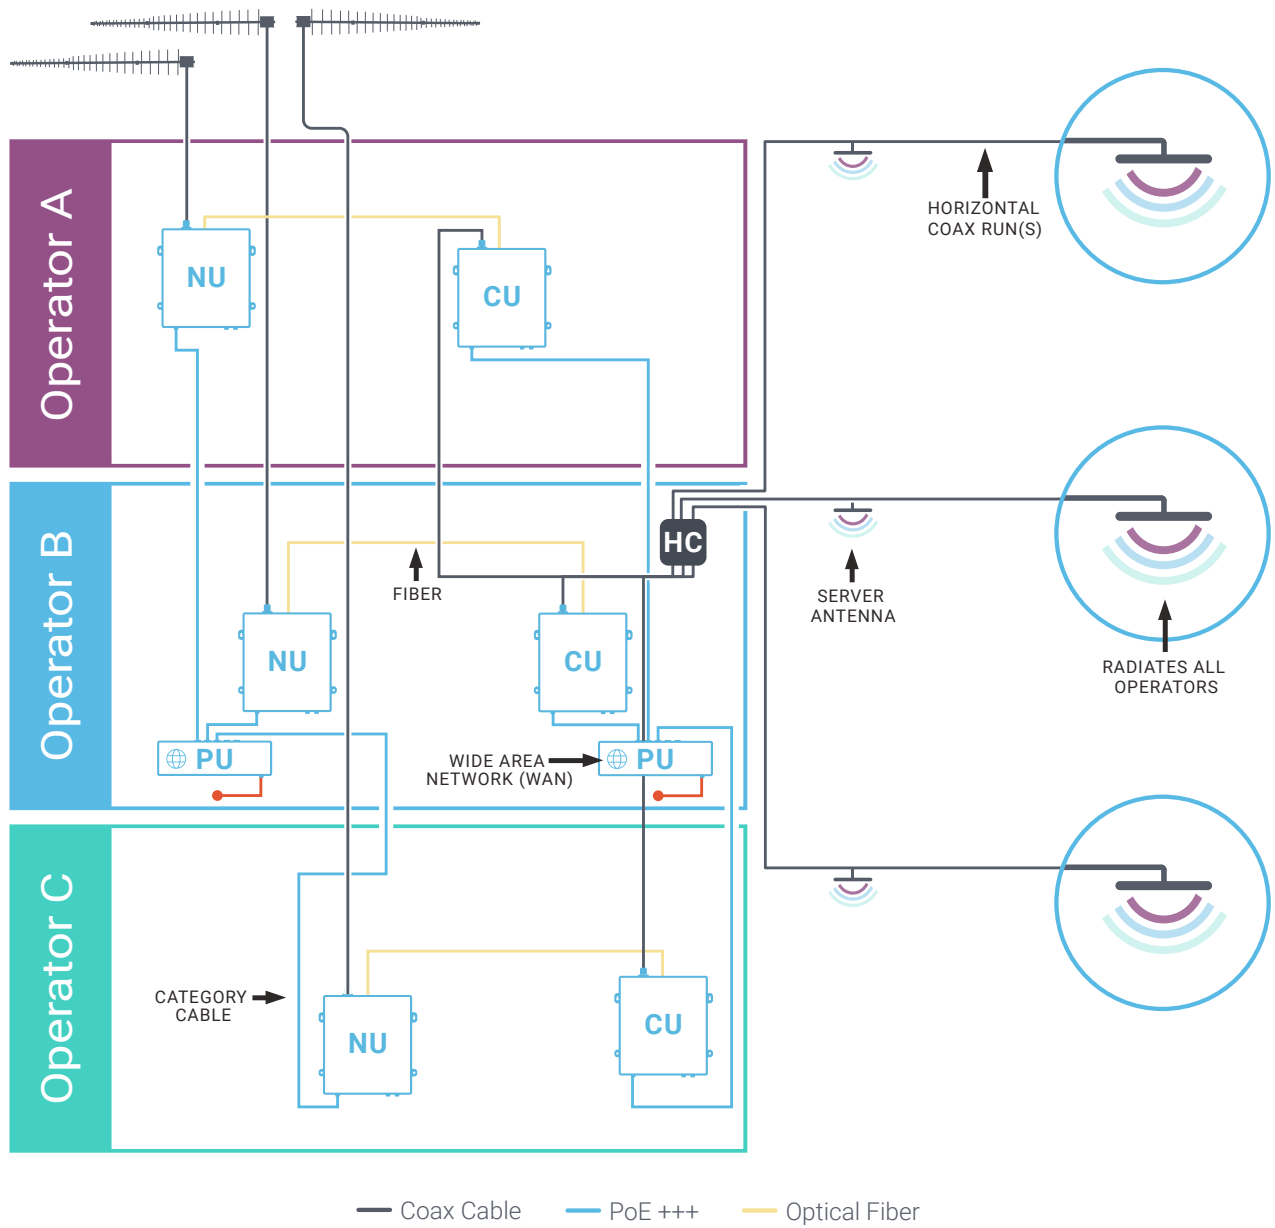 Operator A
NU
CU
HORIZONTAL
COAX RUN(S)
Operator B
HC
FIBER
NU
CU
SERVER
ANTENNA
RADIATES ALL
OPERATORS
PU
WIDE AREA
NETWORK (WAN)
PU
Operator C
CATEGORY
CABLE
NU
CU
Coax Cable
PoE +++
Optical Fiber